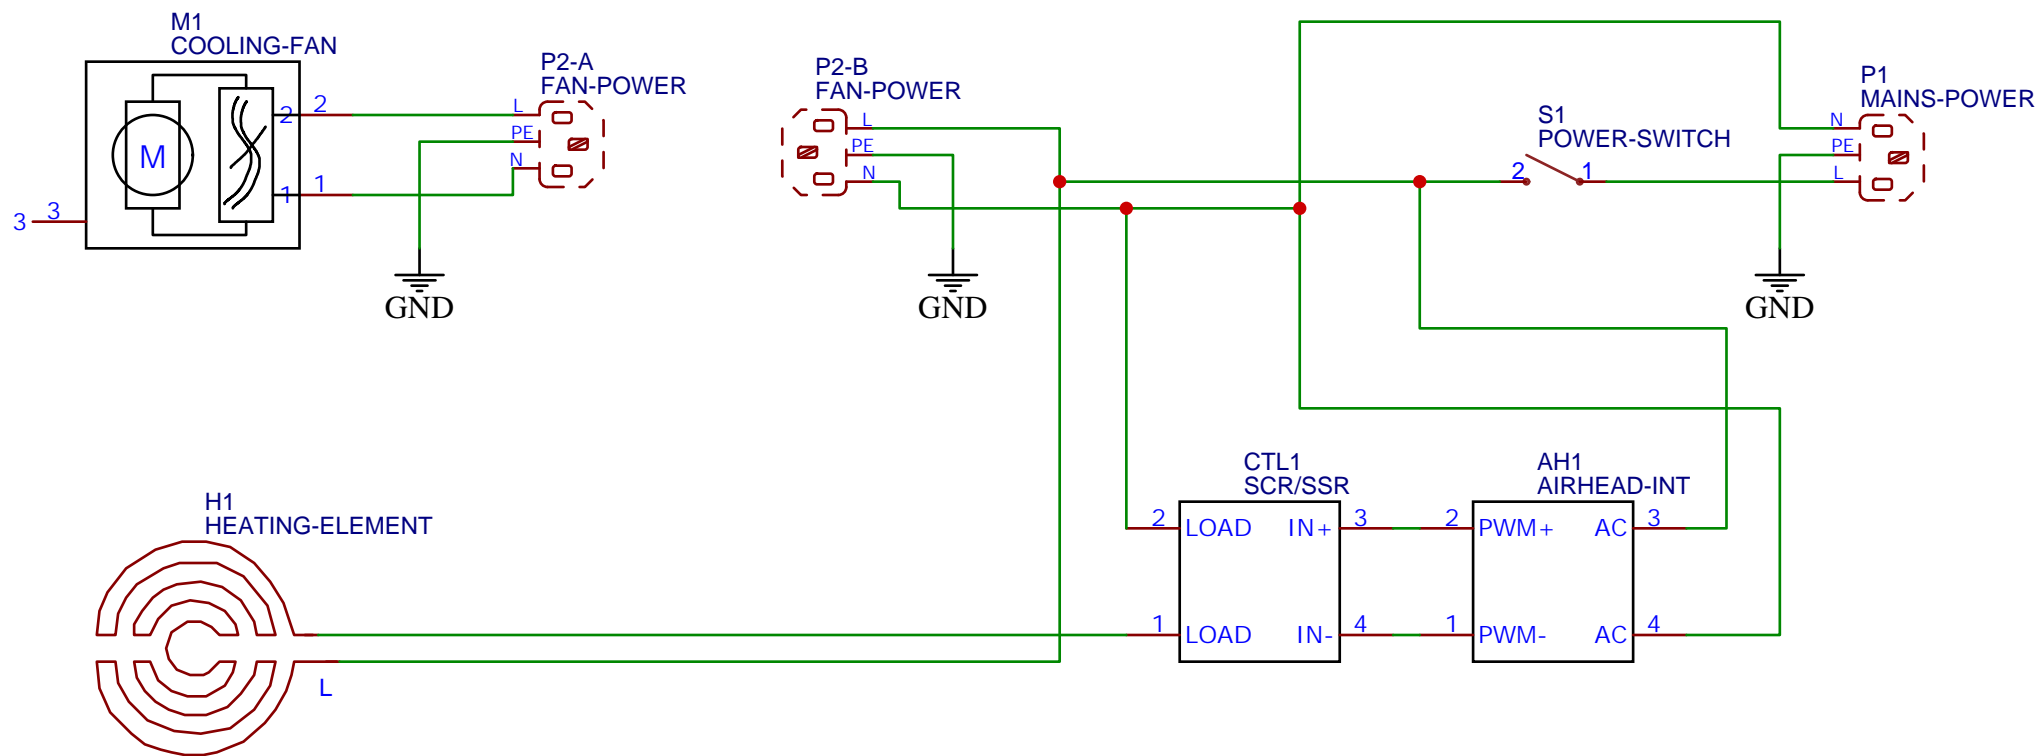 M1
COOLING-FAN
M
2
2
1
1
3
3
P2-A
FAN-POWER
L
PE
N
GND
P2-B
FAN-POWER
L
PE
N
GND
S1
POWER-SWITCH
2
1
P1
MAINS-POWER
N
PE
L
GND
H1
HEATING-ELEMENT
L
CTL1
SCR/SSR
2
LOAD
IN+
3
1
LOAD
IN-
4
AH1
AIRHEAD-INT
2
PWM+
AC
3
1
PWM-
AC
4